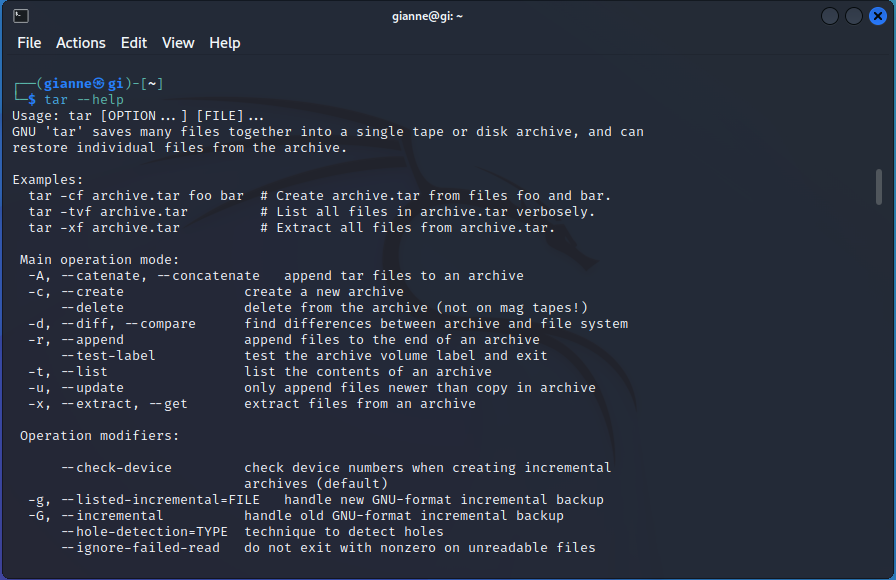 gianne@gi: ~
File Actions Edit View Help
┌──(gianne㉿gi)-[~]
└─$ tar --help
Usage: tar [OPTION...] [FILE]...
GNU 'tar' saves many files together into a single tape or disk archive, and can
restore individual files from the archive.

Examples:
  tar -cf archive.tar foo bar  # Create archive.tar from files foo and bar.
  tar -tvf archive.tar         # List all files in archive.tar verbosely.
  tar -xf archive.tar          # Extract all files from archive.tar.

 Main operation mode:
  -A, --catenate, --concatenate   append tar files to an archive
  -c, --create               create a new archive
      --delete               delete from the archive (not on mag tapes!)
  -d, --diff, --compare      find differences between archive and file system
  -r, --append               append files to the end of an archive
      --test-label           test the archive volume label and exit
  -t, --list                 list the contents of an archive
  -u, --update               only append files newer than copy in archive
  -x, --extract, --get       extract files from an archive

 Operation modifiers:

      --check-device         check device numbers when creating incremental
                             archives (default)
  -g, --listed-incremental=FILE   handle new GNU-format incremental backup
  -G, --incremental          handle old GNU-format incremental backup
      --hole-detection=TYPE  technique to detect holes
      --ignore-failed-read   do not exit with nonzero on unreadable files